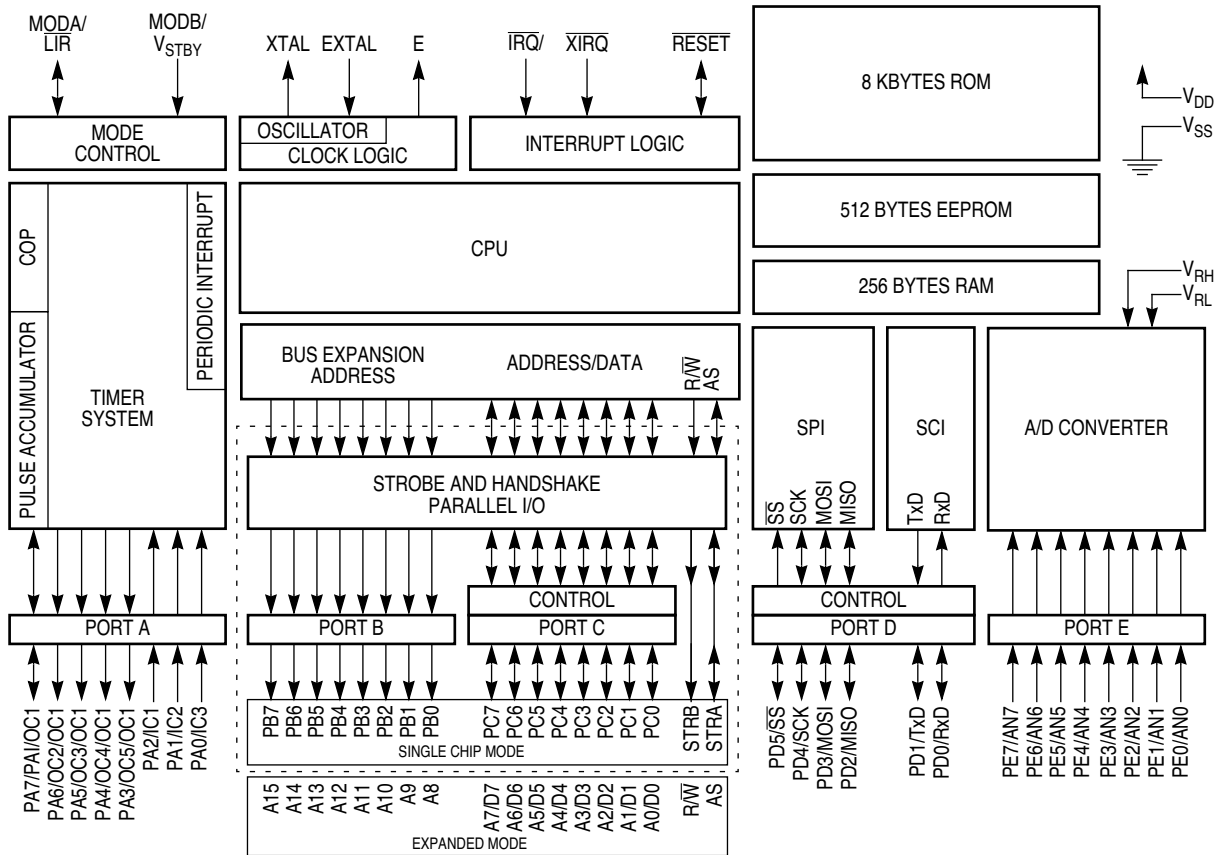 MODA/
LIR
MODB/
VSTBY
XTAL
EXTAL
E
IRQ/
XIRQ
RESET
MODE
CONTROL
OSCILLATOR
CLOCK LOGIC
INTERRUPT LOGIC
8 KBYTES ROM
VDD
VSS
COP
PERIODIC INTERRUPT
PULSE ACCUMULATOR
TIMER
SYSTEM
CPU
512 BYTES EEPROM
256 BYTES RAM
VRH
VRL
BUS EXPANSION
ADDRESS
ADDRESS/DATA
R/W
AS
STROBE AND HANDSHAKE
PARALLEL I/O
SPI
SS
SCK
MOSI
MISO
SCI
TxD
RxD
A/D CONVERTER
PORT A
PORT B
CONTROL
PORT C
CONTROL
PORT D
PORT E
PA7/PAI/OC1
PA6/OC2/OC1
PA5/OC3/OC1
PA4/OC4/OC1
PA3/OC5/OC1
PA2/IC1
PA1/IC2
PA0/IC3
PB7
PB6
PB5
PB4
PB3
PB2
PB1
PB0
PC7
PC6
PC5
PC4
PC3
PC2
PC1
PC0
STRB
STRA
SINGLE CHIP MODE
PD5/SS
PD4/SCK
PD3/MOSI
PD2/MISO
PD1/TxD
PD0/RxD
PE7/AN7
PE6/AN6
PE5/AN5
PE4/AN4
PE3/AN3
PE2/AN2
PE1/AN1
PE0/AN0
A15
A14
A13
A12
A11
A10
A9
A8
A7/D7
A6/D6
A5/D5
A4/D4
A3/D3
A2/D2
A1/D1
A0/D0
R/W
AS
EXPANDED MODE